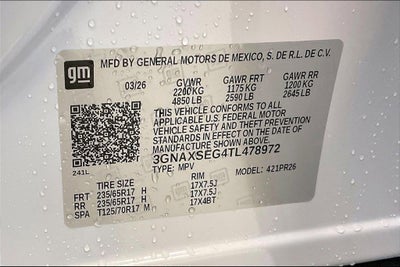 gm MFD BY GENERAL MOTORS DE MEXICO, S. DE R.L. DE C.V.
03/26 GVWR GAWR FRT GAWR RR
2200 KG 1175 KG 1200 KG
4850 LB 2590 LB 2645 LB
THIS VEHICLE CONFORMS TO ALL
APPLICABLE U.S. FEDERAL MOTOR
VEHICLE SAFETY AND THEFT PREVENTION
STANDARDS IN EFFECT ON THE DATE OF
MANUFACTURE SHOWN ABOVE.
3GNAXSEG4TL478972
241L TYPE: MPV MODEL: 421PR26
TIRE SIZE RIM
FRT 235/65R17 H 17X7.5J
RR 235/65R17 H 17X7.5J
SPA T125/70R17 M 17X4BT